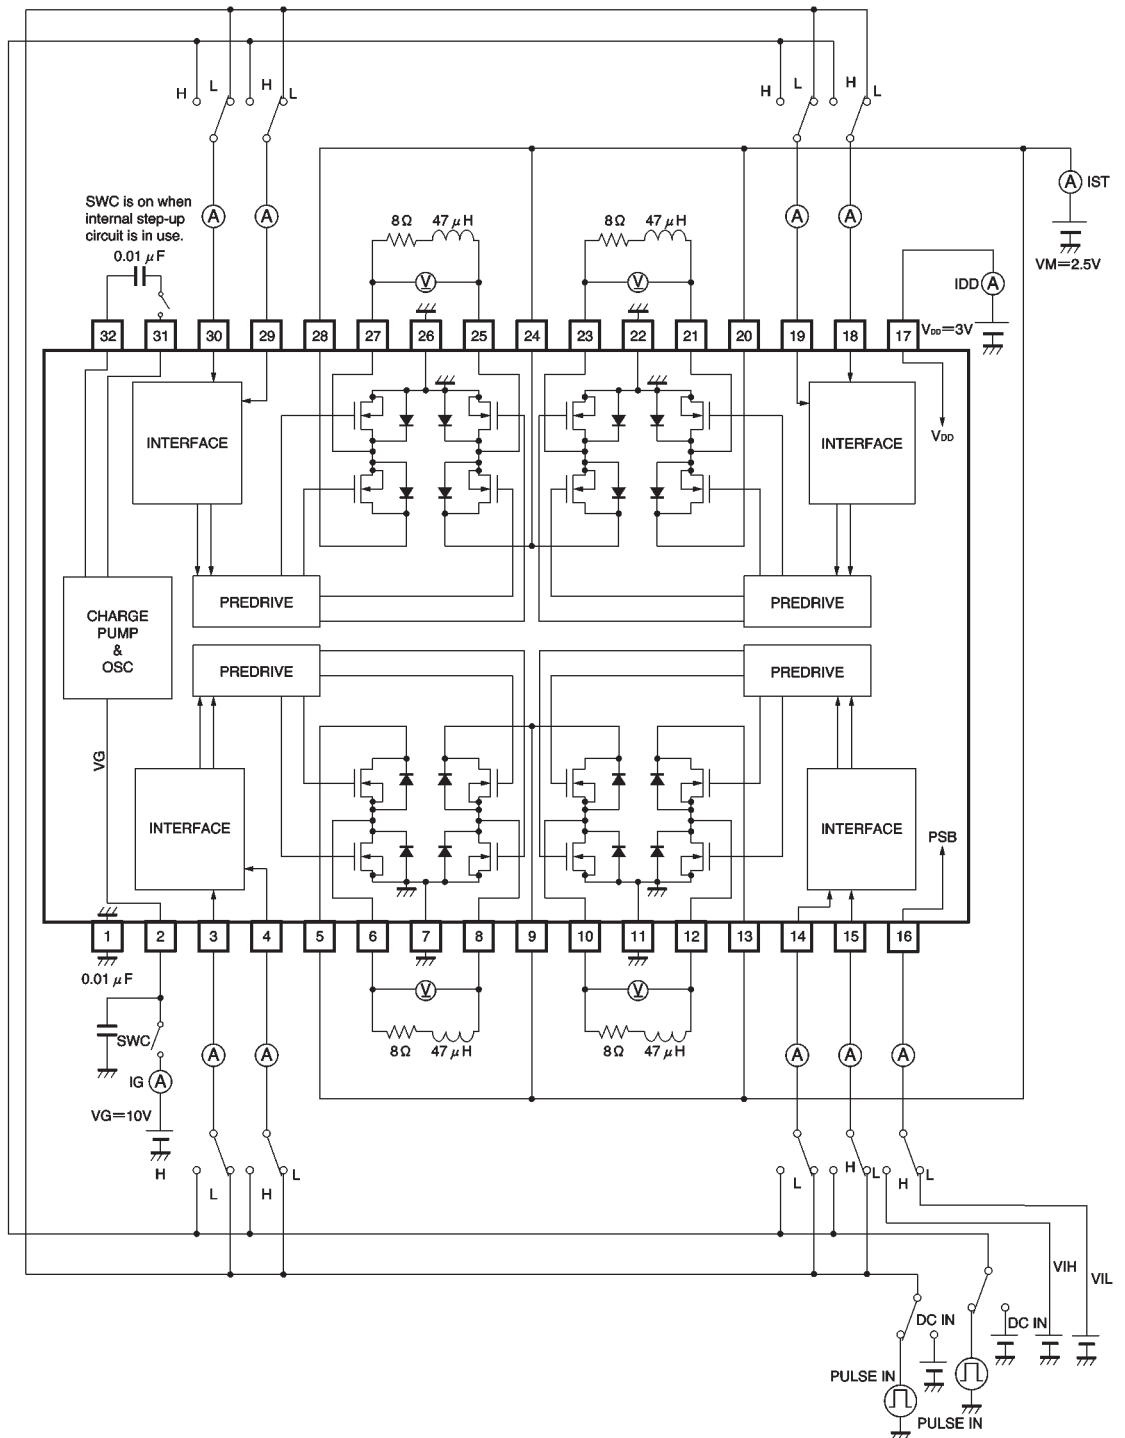 H L H L
H L H L
A IST
SWC is on when
internal step-up
circuit is in use.
0.01 μF
A A
8Ω 47 μH
V
8Ω 47 μH
V
A A
VM=2.5V
IDD A
VDD=3V
32 31 30 29 28 27 26 25 24 23 22 21 20 19 18 17
INTERFACE
INTERFACE
VDD
PREDRIVE
PREDRIVE
CHARGE
PUMP
&
OSC
PREDRIVE
PREDRIVE
VG
INTERFACE
INTERFACE
PSB
1 2 3 4 5 6 7 8 9 10 11 12 13 14 15 16
0.01 μF
V
V
SWC
8Ω 47 μH
8Ω 47 μH
A A
A A A
IG A
VG=10V
H L H L
L H L H L
VIH
VIL
DC IN
DC IN
PULSE IN
PULSE IN